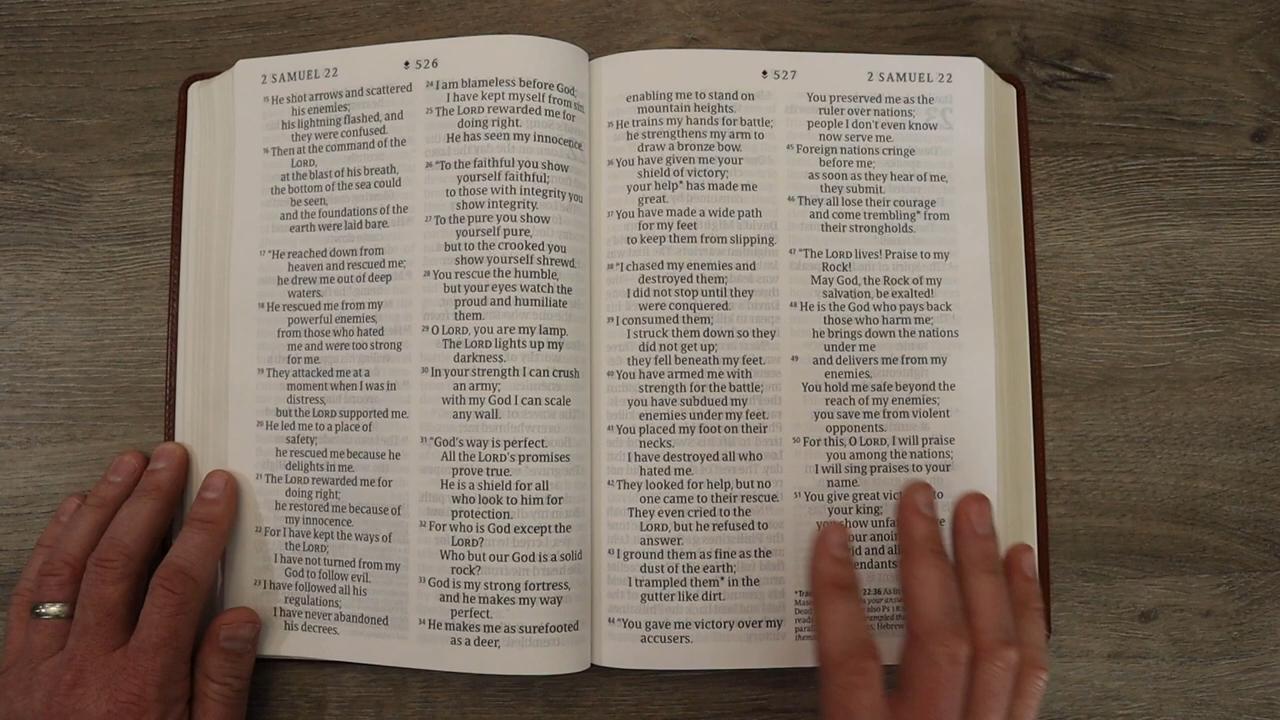 2 SAMUEL 22
526
15 He shot arrows and scattered
his enemies;
his lightning flashed, and
they were confused.
16 Then at the command of the
LORD,
at the blast of his breath,
the bottom of the sea could
be seen,
and the foundations of the
earth were laid bare.
17 “He reached down from
heaven and rescued me;
he drew me out of deep
waters.
18 He rescued me from my
powerful enemies,
from those who hated
me and were too strong
for me.
19 They attacked me at a
moment when I was in
distress,
but the LORD supported me.
20 He led me to a place of
safety;
he rescued me because he
delights in me.
21 The LORD rewarded me for
doing right;
he restored me because of
my innocence.
22 For I have kept the ways of
the LORD;
I have not turned from my
God to follow evil.
23 I have followed all his
regulations;
I have never abandoned
his decrees.
24 I am blameless before God;
I have kept myself from sin.
25 The LORD rewarded me for
doing right.
He has seen my innocence.
26 “To the faithful you show
yourself faithful;
to those with integrity you
show integrity.
27 To the pure you show
yourself pure,
but to the crooked you
show yourself shrewd.
28 You rescue the humble,
but your eyes watch the
proud and humiliate
them.
29 O LORD, you are my lamp.
The LORD lights up my
darkness.
30 In your strength I can crush
an army;
with my God I can scale
any wall.
31 “God’s way is perfect.
All the LORD’s promises
prove true.
He is a shield for all
who look to him for
protection.
32 For who is God except the
LORD?
Who but our God is a solid
rock?
33 God is my strong fortress,
and he makes my way
perfect.
34 He makes me as surefooted
as a deer,
527
2 SAMUEL 22
enabling me to stand on
mountain heights.
35 He trains my hands for battle;
he strengthens my arm to
draw a bronze bow.
36 You have given me your
shield of victory;
your help* has made me
great.
37 You have made a wide path
for my feet
to keep them from slipping.
38 “I chased my enemies and
destroyed them;
I did not stop until they
were conquered.
39 I consumed them;
I struck them down so they
did not get up;
they fell beneath my feet.
40 You have armed me with
strength for the battle;
you have subdued my
enemies under my feet.
41 You placed my foot on their
necks.
I have destroyed all who
hated me.
42 They looked for help, but no
one came to their rescue.
They even cried to the
LORD, but he refused to
answer.
43 I ground them as fine as the
dust of the earth;
I trampled them* in the
gutter like dirt.
44 “You gave me victory over my
accusers.
You preserved me as the
ruler over nations;
people I don’t even know
now serve me.
45 Foreign nations cringe
before me;
as soon as they hear of me,
they submit.
46 They all lose their courage
and come trembling* from
their strongholds.
47 “The LORD lives! Praise to my
Rock!
May God, the Rock of my
salvation, be exalted!
48 He is the God who pays back
those who harm me;
he brings down the nations
under me
49 and delivers me from my
enemies.
You hold me safe beyond the
reach of my enemies;
you save me from violent
opponents.
50 For this, O LORD, I will praise
you among the nations;
I will sing praises to your
name.
51 You give great to
your king;
you show
your
and
22:36 As in
also Ps 18
Hebrew